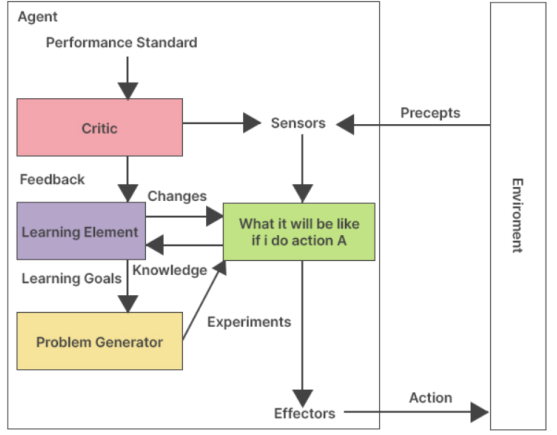 Agent
Performance Standard
Critic
Sensors
Precepts
Feedback
Changes
Learning Element
What it will be like
if i do action A
Enviroment
Knowledge
Learning Goals
Experiments
Problem Generator
Action
Effectors